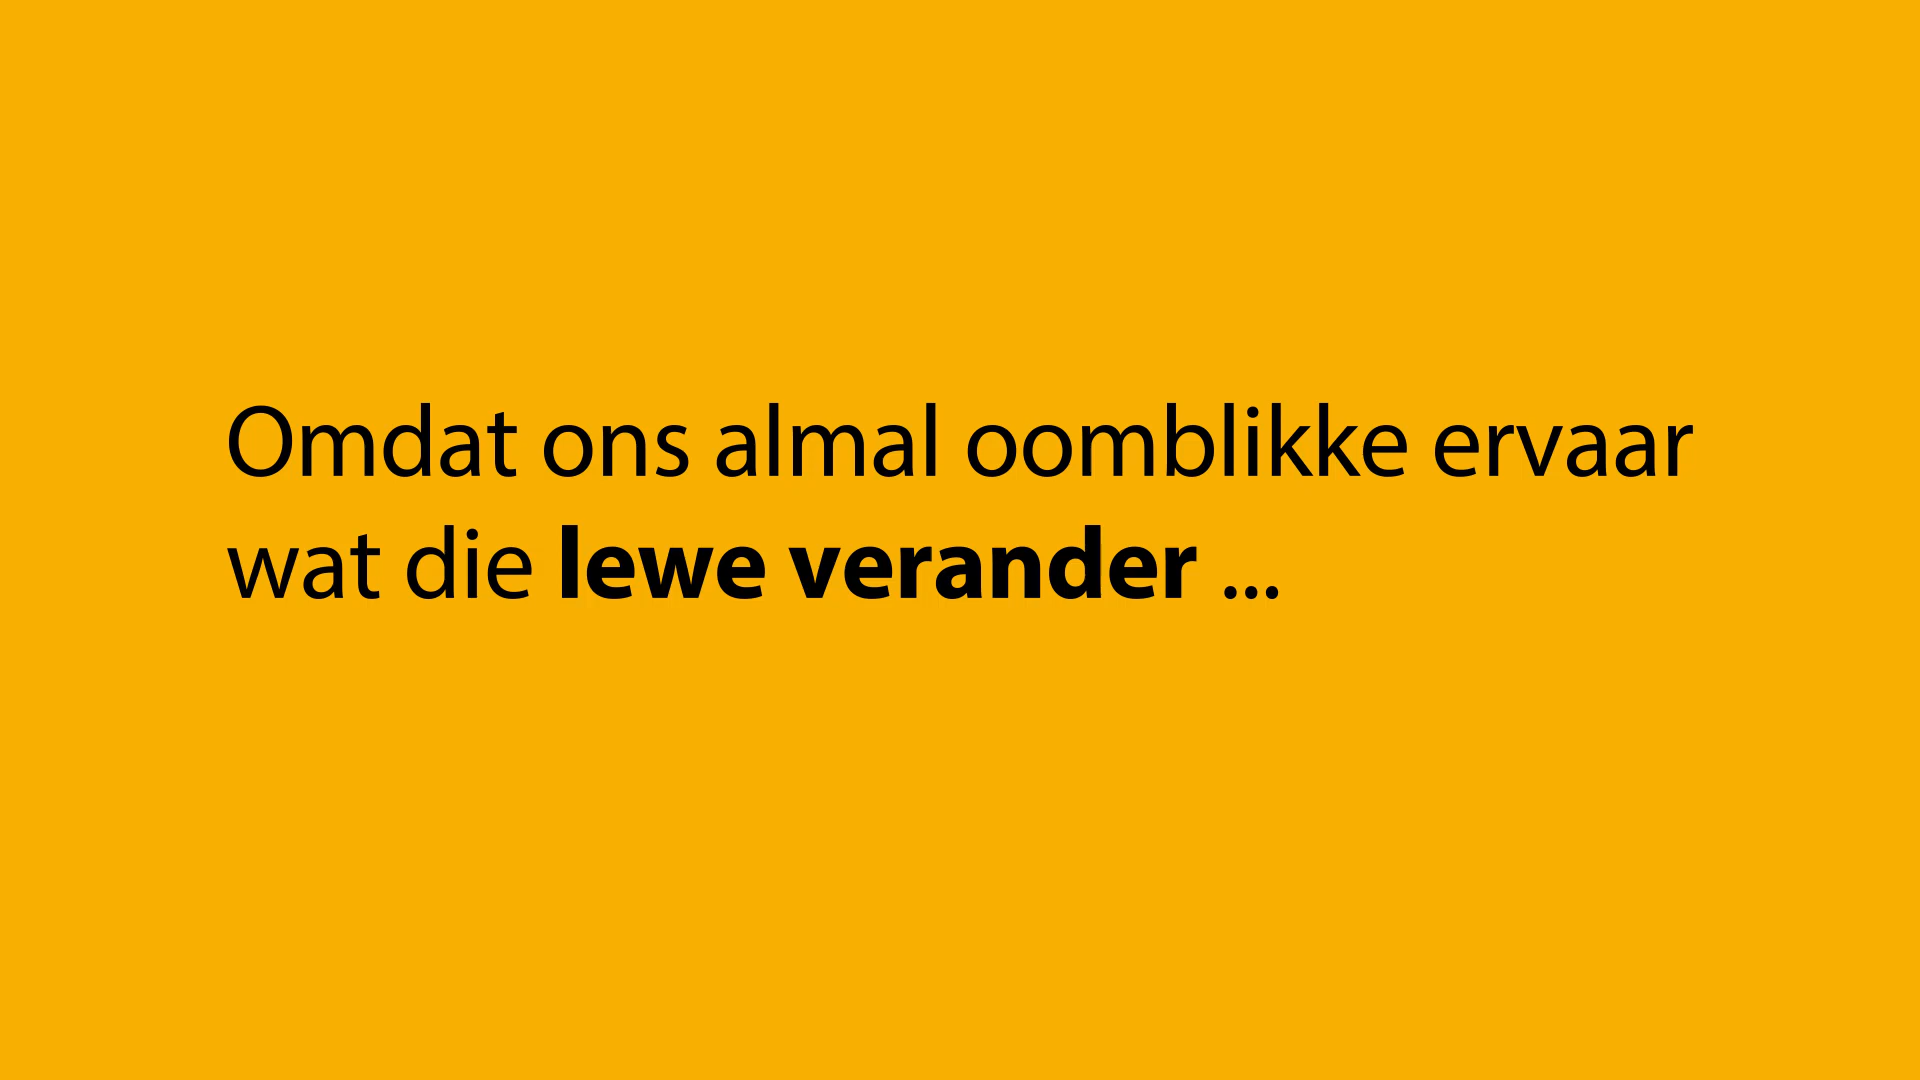 Omdat ons almal oomblikke ervaar
wat die lewe verander ...